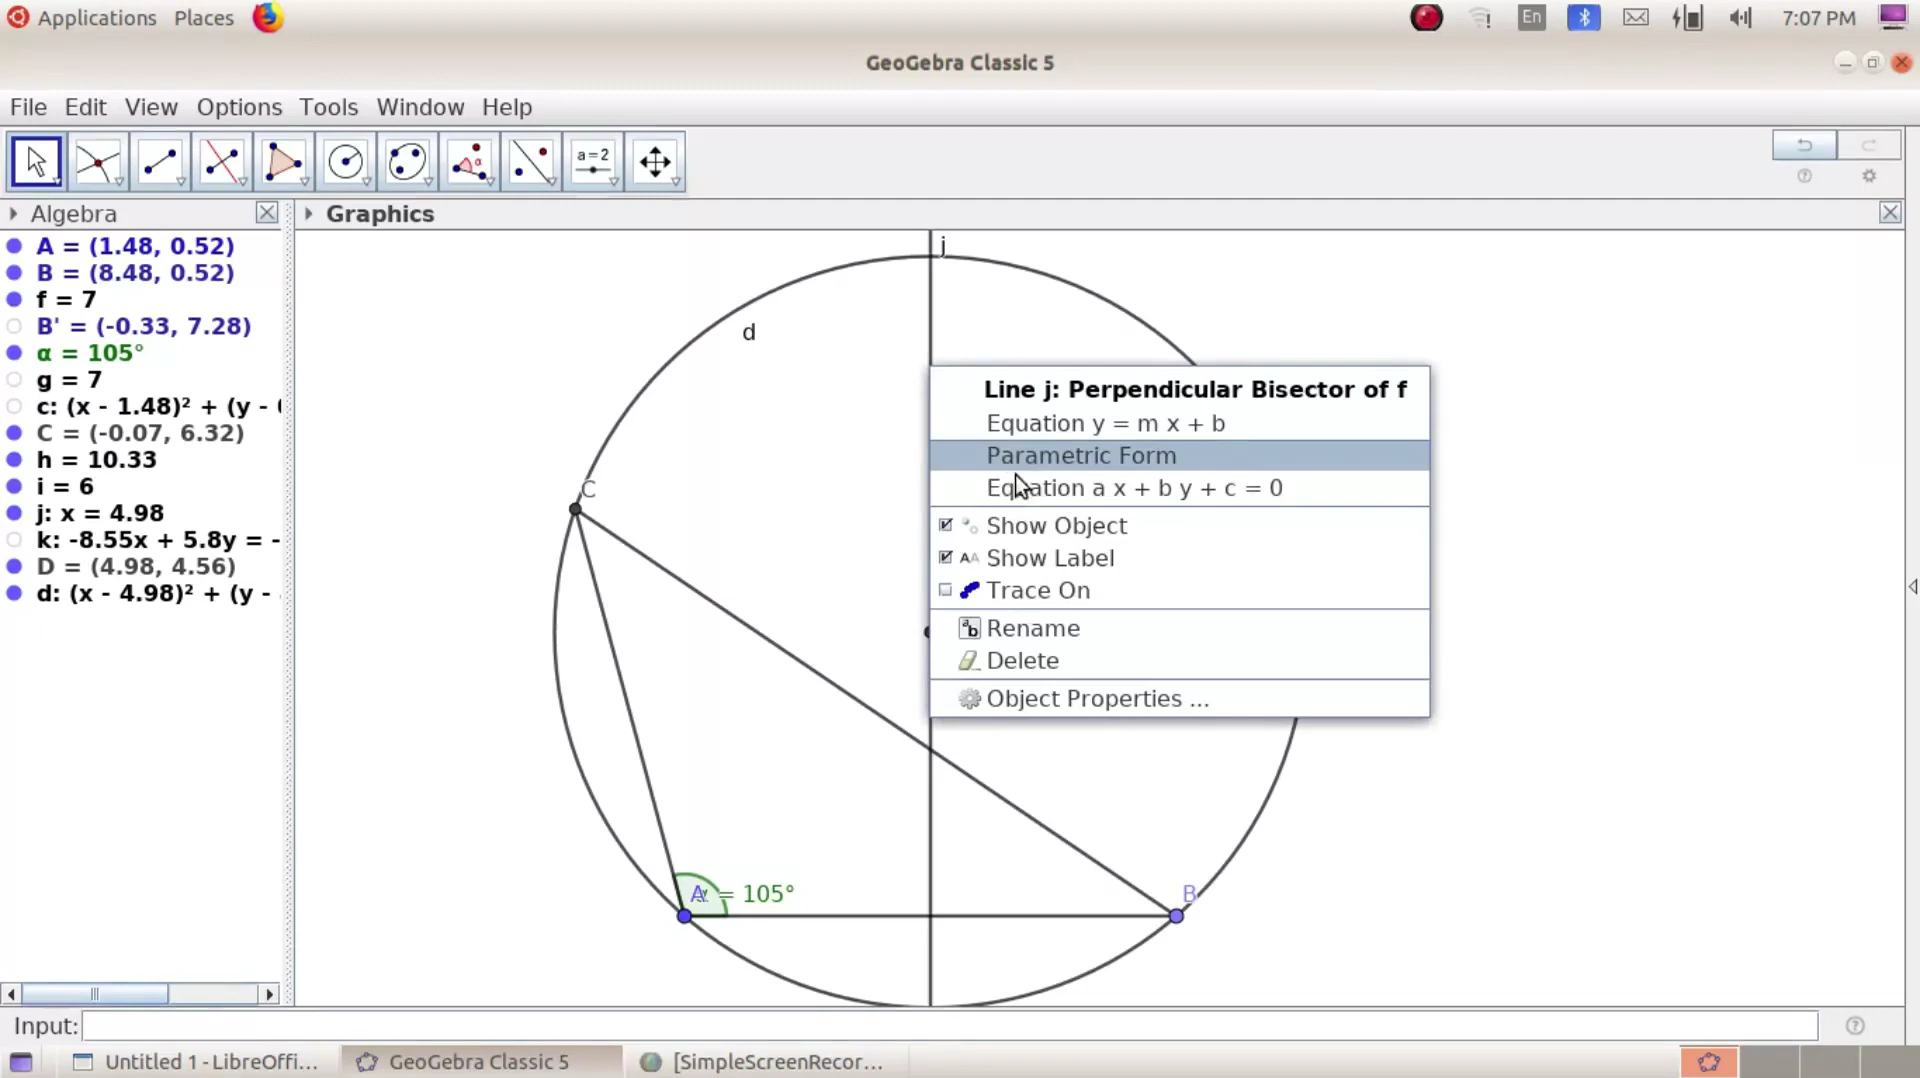 Applications Places En 7:07 PM
GeoGebra Classic 5
File Edit View Options Tools Window Help
α a=2
Algebra
Graphics
A = (1.48, 0.52)
B = (8.48, 0.52)
f = 7
B' = (-0.33, 7.28)
α = 105°
g = 7
c: (x - 1.48)² + (y -
C = (-0.07, 6.32)
h = 10.33
i = 6
j: x = 4.98
k: -8.55x + 5.8y = -
D = (4.98, 4.56)
d: (x - 4.98)² + (y -
j
d
C
A = 105°
B
Line j: Perpendicular Bisector of f
Equation y = m x + b
Parametric Form
Equation a x + b y + c = 0
Show Object
AA Show Label
Trace On
ab Rename
Delete
Object Properties ...
Input:
Untitled 1 - LibreOffi... GeoGebra Classic 5 [SimpleScreenRecor...